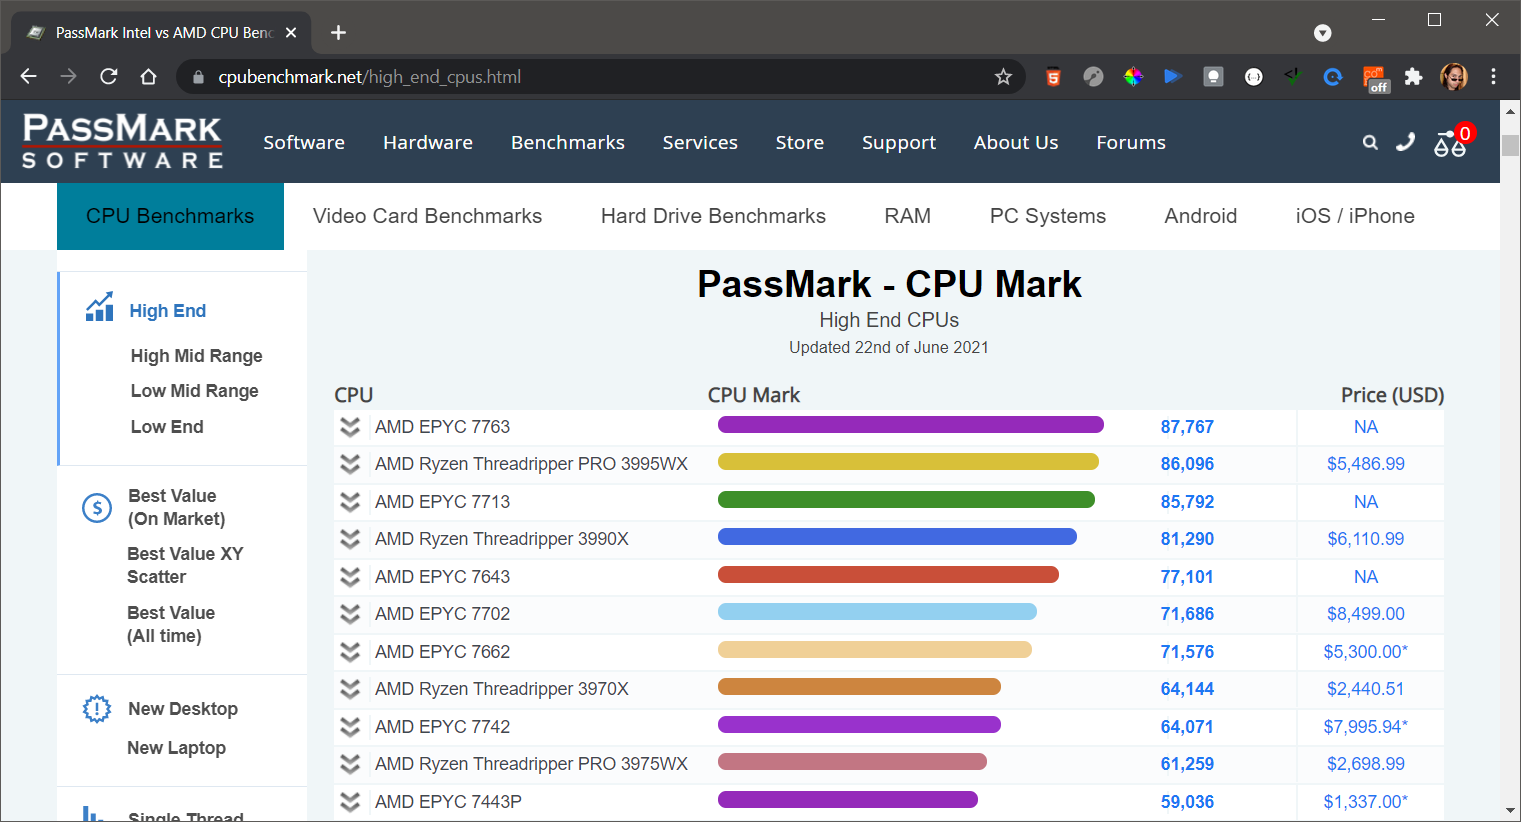 PassMark Intel vs AMD CPU Benc
cpubenchmark.net/high_end_cpus.html
off
PASSMARK
SOFTWARE
Software Hardware Benchmarks Services Store Support About Us Forums
0
CPU Benchmarks Video Card Benchmarks Hard Drive Benchmarks RAM PC Systems Android iOS / iPhone
High End
High Mid Range
Low Mid Range
Low End
Best Value
(On Market)
Best Value XY
Scatter
Best Value
(All time)
New Desktop
New Laptop
Single Thread
PassMark - CPU Mark
High End CPUs
Updated 22nd of June 2021
CPU CPU Mark Price (USD)
AMD EPYC 7763 87,767 NA
AMD Ryzen Threadripper PRO 3995WX 86,096 $5,486.99
AMD EPYC 7713 85,792 NA
AMD Ryzen Threadripper 3990X 81,290 $6,110.99
AMD EPYC 7643 77,101 NA
AMD EPYC 7702 71,686 $8,499.00
AMD EPYC 7662 71,576 $5,300.00*
AMD Ryzen Threadripper 3970X 64,144 $2,440.51
AMD EPYC 7742 64,071 $7,995.94*
AMD Ryzen Threadripper PRO 3975WX 61,259 $2,698.99
AMD EPYC 7443P 59,036 $1,337.00*